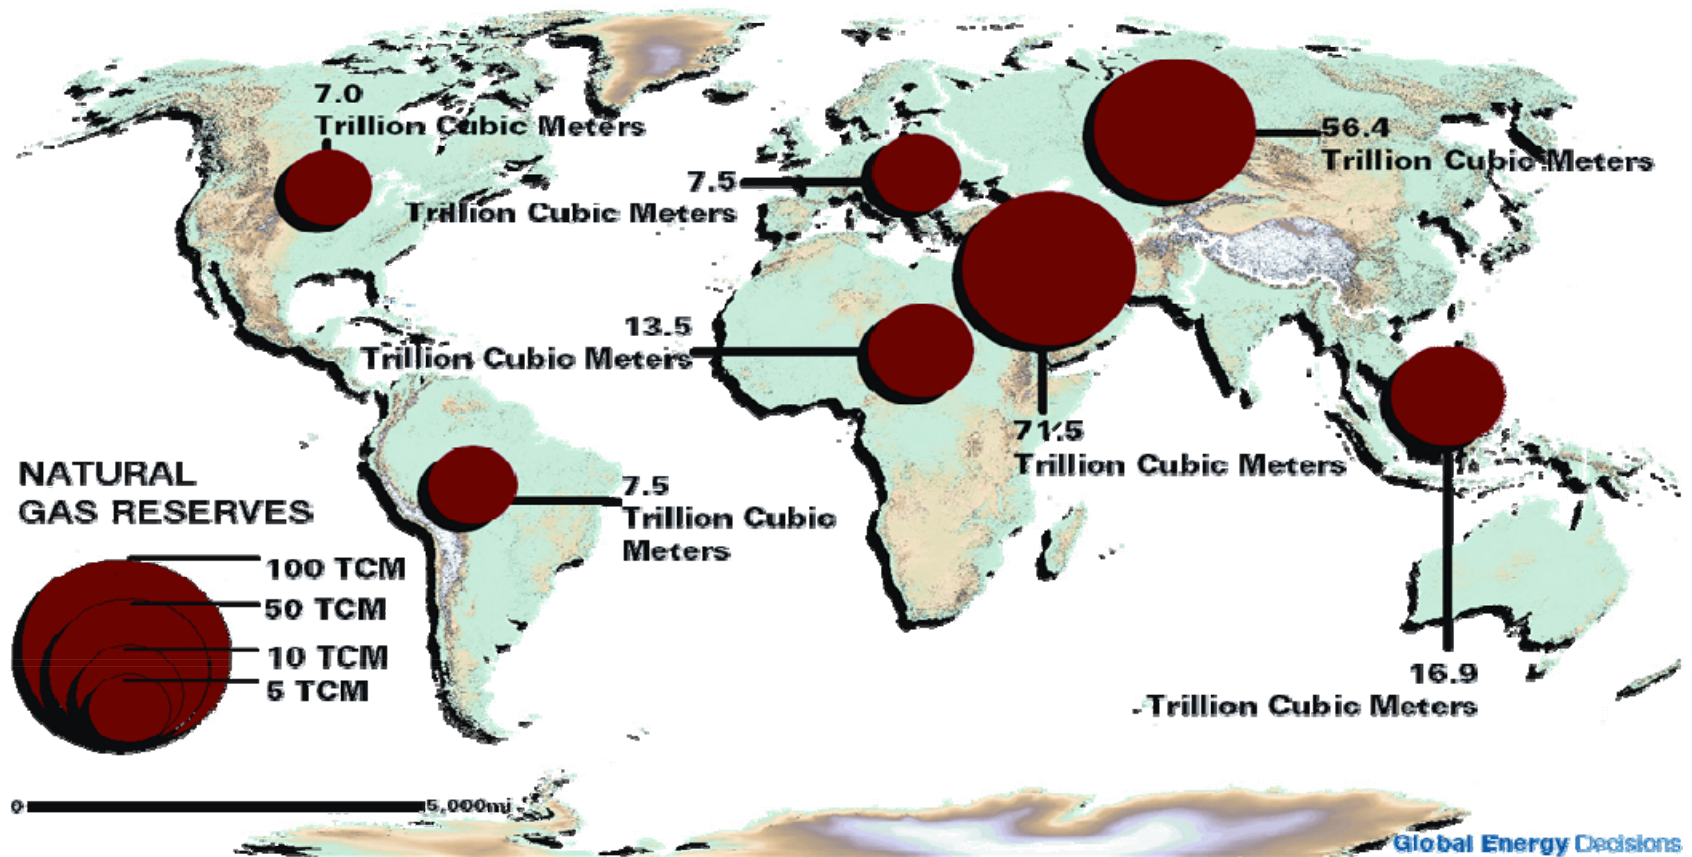 7.0
Trillion Cubic Meters
56.4
Trillion Cubic Meters
7.5
Trillion Cubic Meters
13.5
Trillion Cubic Meters
71.5
Trillion Cubic Meters
7.5
Trillion Cubic
Meters
NATURAL
GAS RESERVES
100 TCM
50 TCM
10 TCM
5 TCM
16.9
Trillion Cubic Meters
0
5,000mi
Global Energy Decisions